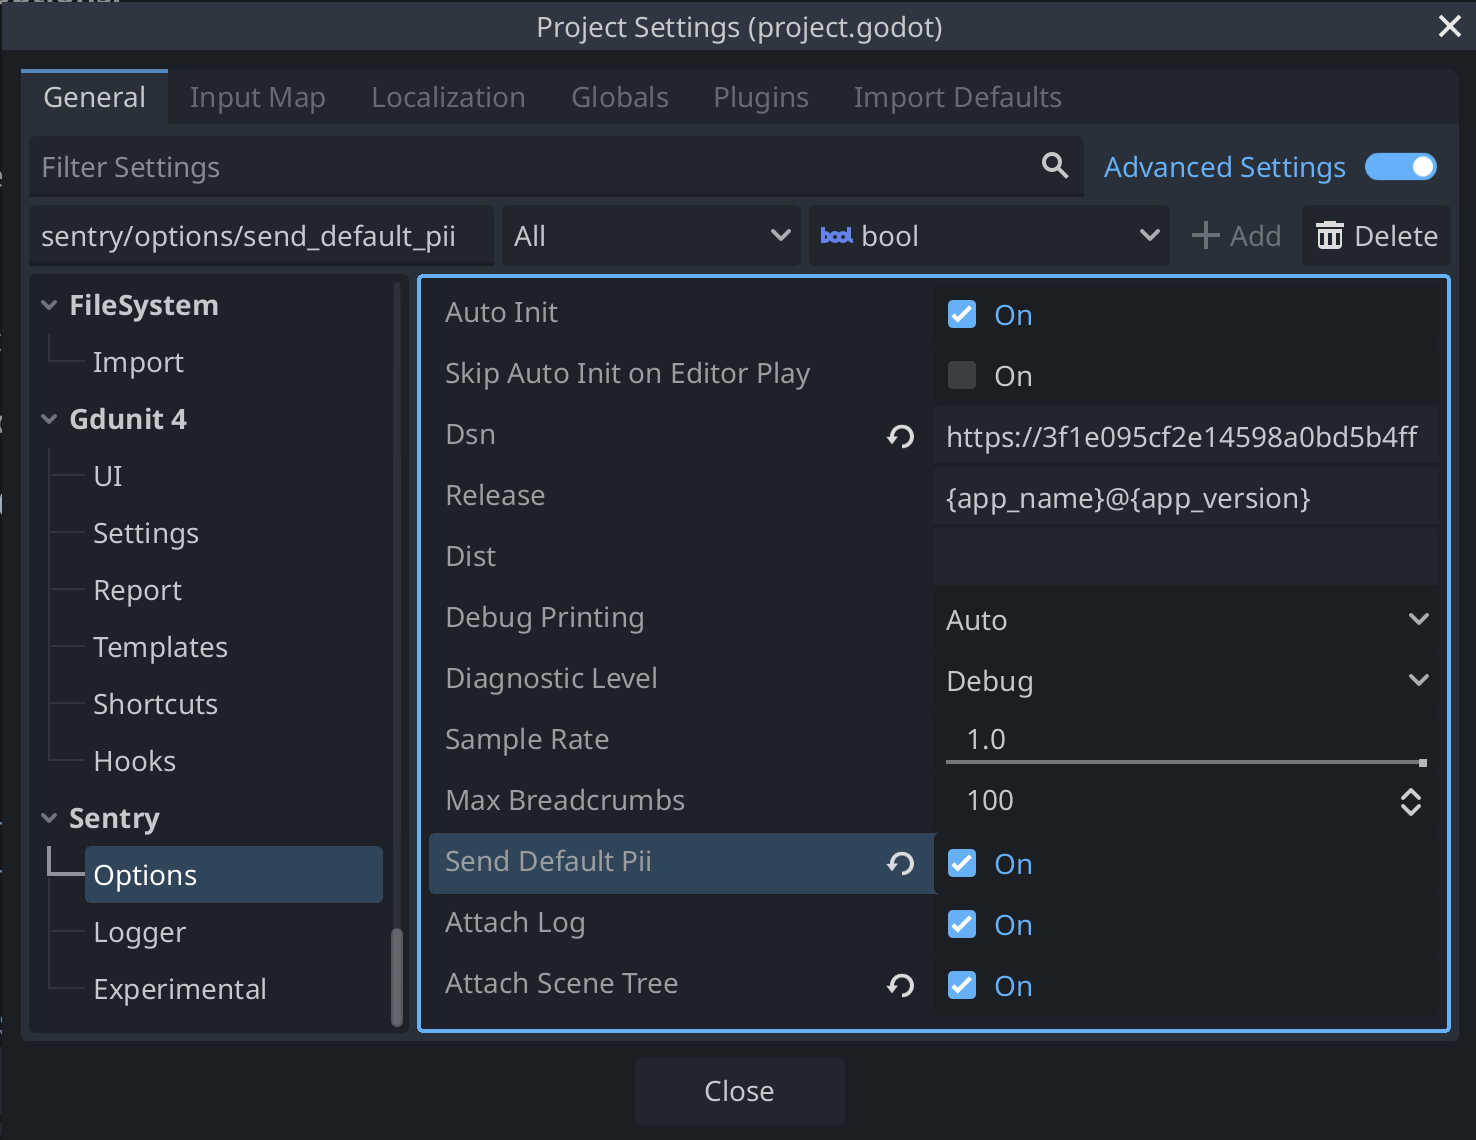 Project Settings (project.godot)
General Input Map Localization Globals Plugins Import Defaults
Filter Settings Advanced Settings
sentry/options/send_default_pii All bool bool Add Delete
FileSystem
Import
Gdunit 4
UI
Settings
Report
Templates
Shortcuts
Hooks
Sentry
Options
Logger
Experimental
Auto Init On
Skip Auto Init on Editor Play On
Dsn https://3f1e095cf2e14598a0bd5b4ff
Release {app_name}@{app_version}
Dist
Debug Printing Auto
Diagnostic Level Debug
Sample Rate 1.0
Max Breadcrumbs 100
Send Default Pii On
Attach Log On
Attach Scene Tree On
Close